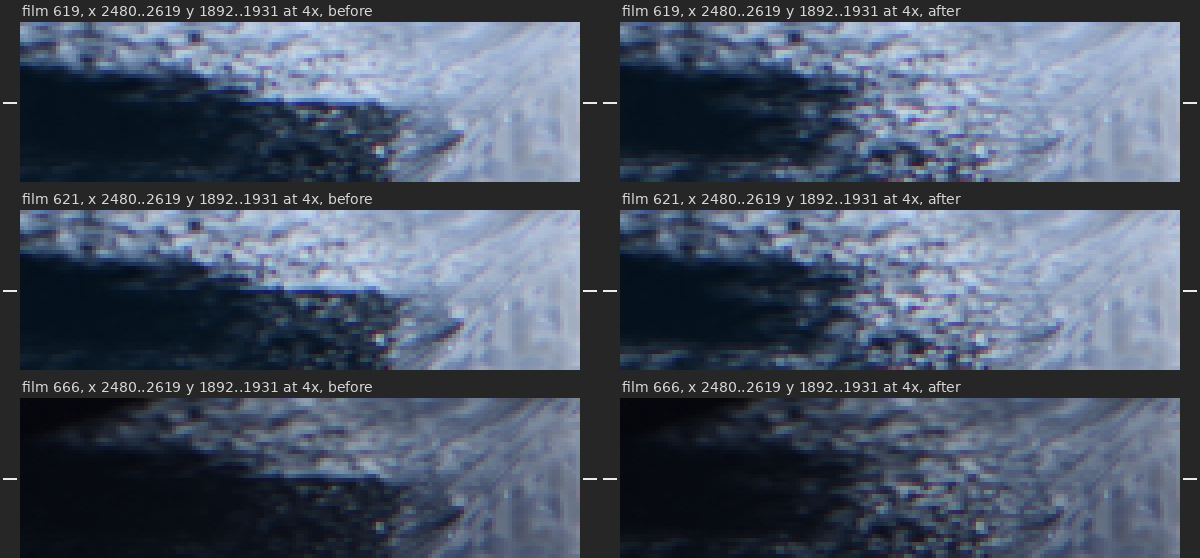 film 619, x 2480..2619 y 1892..1931 at 4x, before
film 619, x 2480..2619 y 1892..1931 at 4x, after
film 621, x 2480..2619 y 1892..1931 at 4x, before
film 621, x 2480..2619 y 1892..1931 at 4x, after
film 666, x 2480..2619 y 1892..1931 at 4x, before
film 666, x 2480..2619 y 1892..1931 at 4x, after